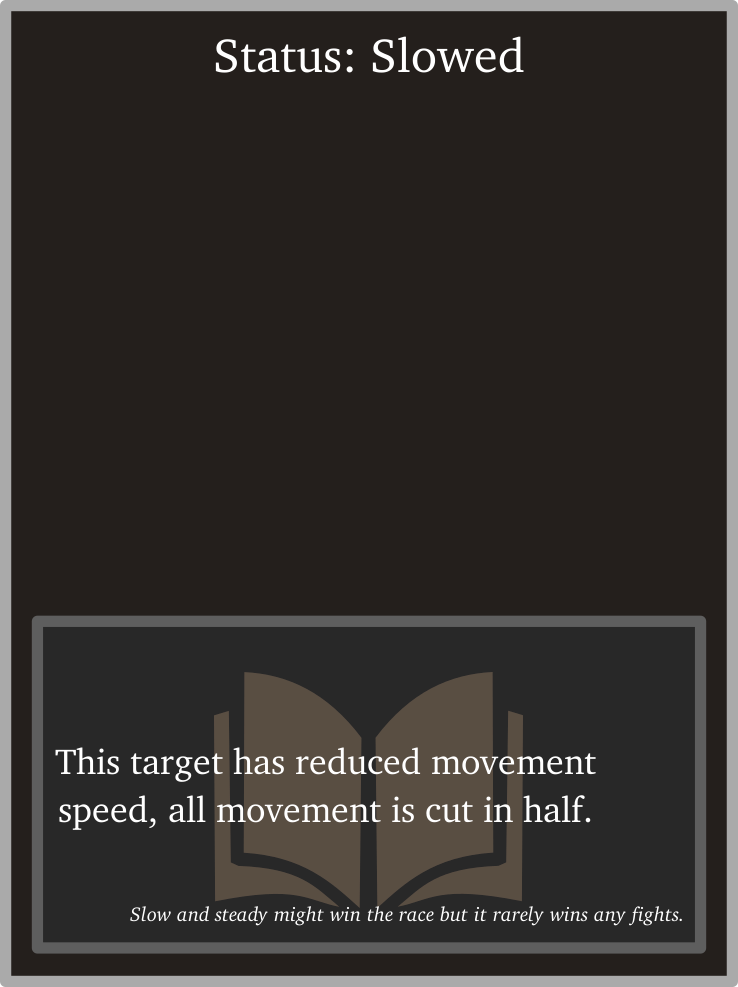 Status: Slowed
This target has reduced movement
speed, all movement is cut in half.
Slow and steady might win the race but it rarely wins any fights.